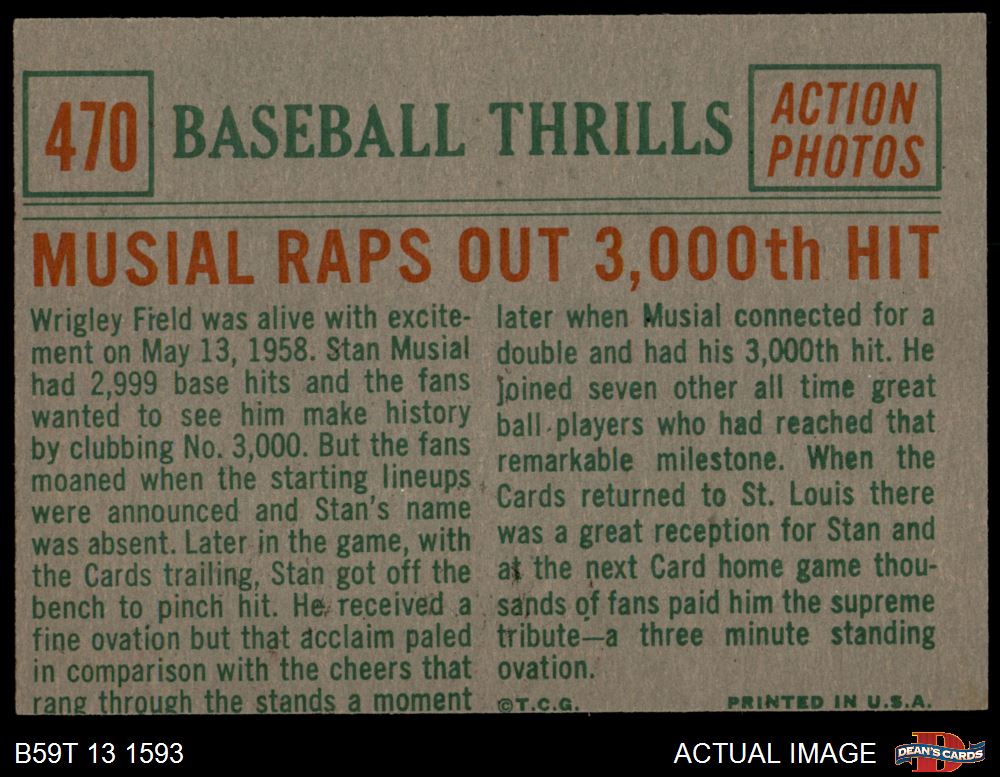 470
BASEBALL THRILLS
ACTION
PHOTOS
MUSIAL RAPS OUT 3,000th HIT
Wrigley Field was alive with excite-
ment on May 13, 1958. Stan Musial
had 2,999 base hits and the fans
wanted to see him make history
by clubbing No. 3,000. But the fans
moaned when the starting lineups
were announced and Stan's name
was absent. Later in the game, with
the Cards trailing, Stan got off the
bench to pinch hit. He received a
fine ovation but that acclaim paled
in comparison with the cheers that
rang through the stands a moment
later when Musial connected for a
double and had his 3,000th hit. He
joined seven other all time great
ball players who had reached that
remarkable milestone. When the
Cards returned to St. Louis there
was a great reception for Stan and
at the next Card home game thou-
sands of fans paid him the supreme
tribute—a three minute standing
ovation.
©T.C.G.
PRINTED IN U.S.A.
B59T 13 1593
ACTUAL IMAGE
D
DEAN'S CARDS